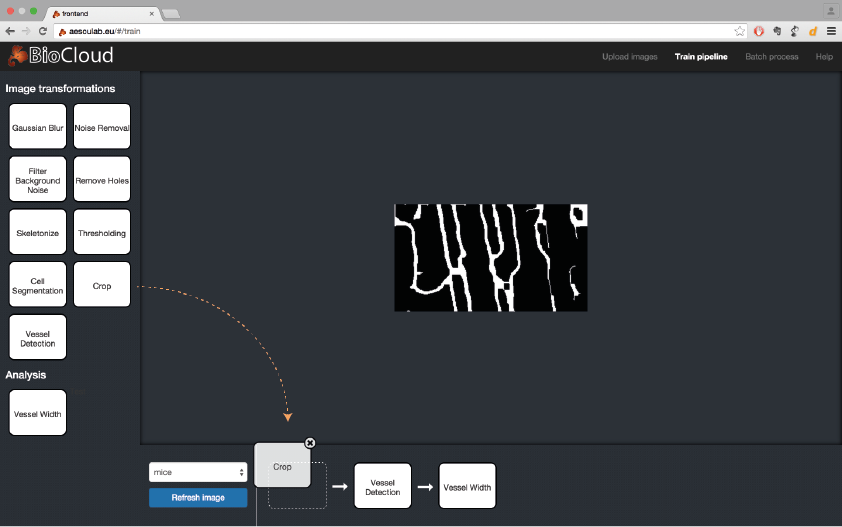 frontend
aesculab.eu/#/train
BioCloud
Upload images
Train pipeline
Batch process
Help
Image transformations
Gaussian Blur
Noise Removal
Filter
Background
Noise
Remove Holes
Skeletonize
Thresholding
Cell
Segmentation
Crop
Vessel
Detection
Analysis
Vessel Width
mice
Refresh image
Crop
Vessel
Detection
Vessel Width